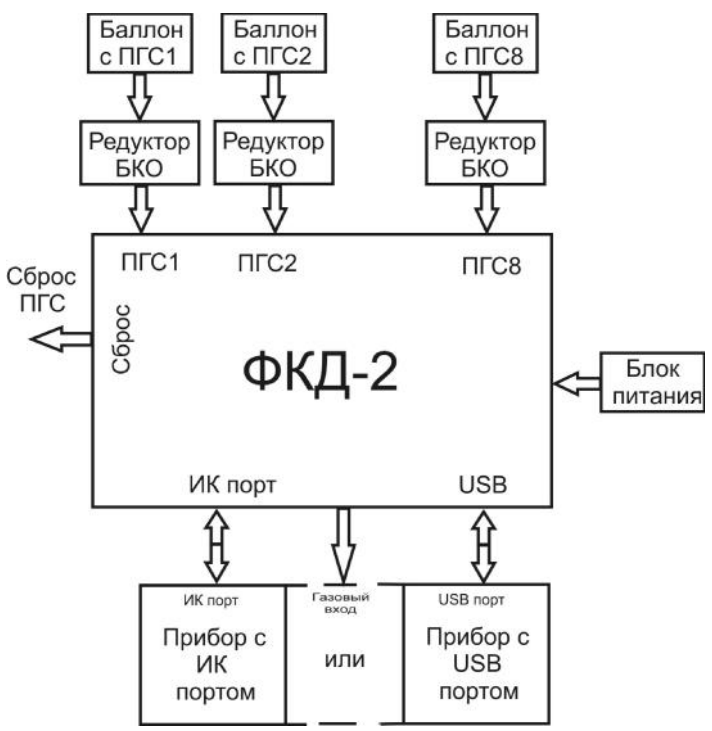 Баллон
с ПГС1
Баллон
с ПГС2
Баллон
с ПГС8
Редуктор
БКО
Редуктор
БКО
Редуктор
БКО
ПГС1
ПГС2
ПГС8
Сброс
ПГС
Сброс
ФКД-2
Блок
питания
ИК порт
USB
ИК порт
Газовый
вход
USB порт
Прибор с
ИК
портом
или
Прибор с
USB
портом